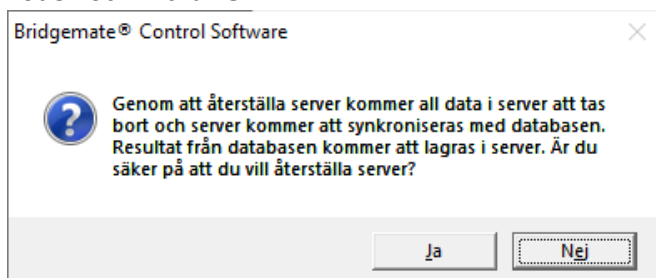 Bridgemate® Control Software
Genom att återställa server kommer all data i server att tas
bort och server kommer att synkroniseras med databasen.
Resultat från databasen kommer att lagras i server. Är du
säker på att du vill återställa server?
Ja
Nej